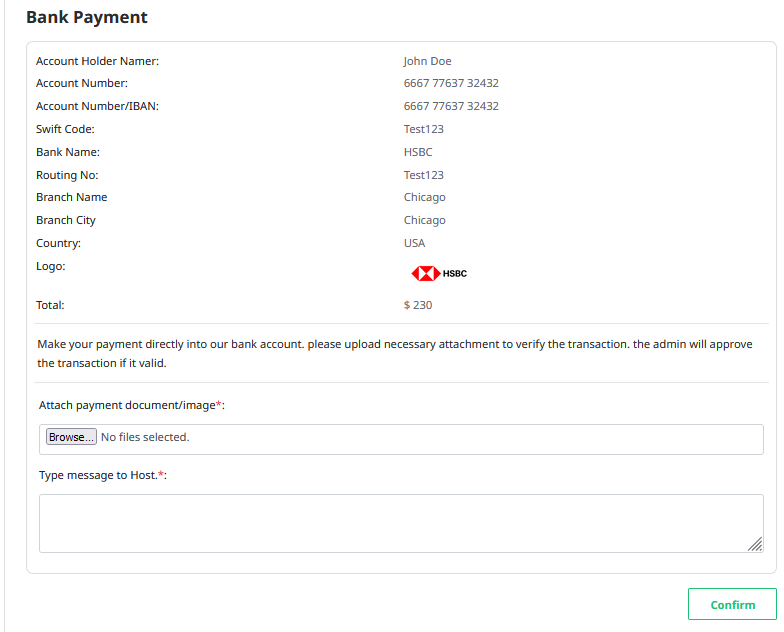 Bank Payment
Account Holder Namer: John Doe
Account Number: 6667 77637 32432
Account Number/IBAN: 6667 77637 32432
Swift Code: Test123
Bank Name: HSBC
Routing No: Test123
Branch Name Chicago
Branch City Chicago
Country: USA
Logo: HSBC
Total: $ 230
Make your payment directly into our bank account. please upload necessary attachment to verify the transaction. the admin will approve
the transaction if it valid.
Attach payment document/image*:
Browse... No files selected.
Type message to Host.*:
Confirm